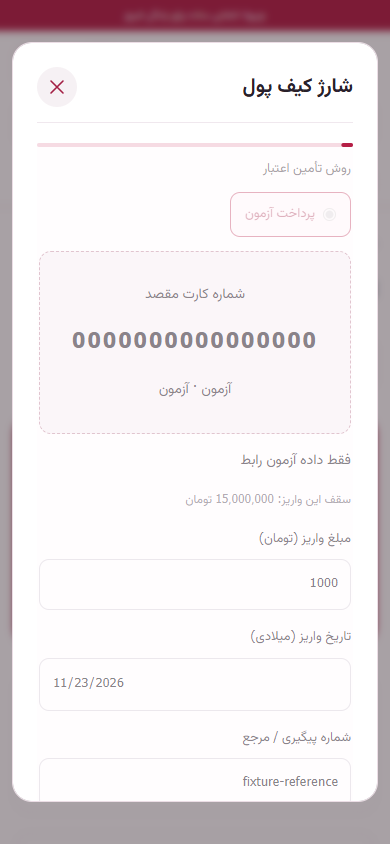 شارژ کیف پول
روش تأمین اعتبار
پرداخت آزمون
شماره کارت مقصد
0000000000000000
آزمون · آزمون
فقط داده آزمون رابط
سقف این واریز: 15,000,000 تومان
مبلغ واریز (تومان)
1000
تاریخ واریز (میلادی)
11/23/2026
شماره پیگیری / مرجع
fixture-reference